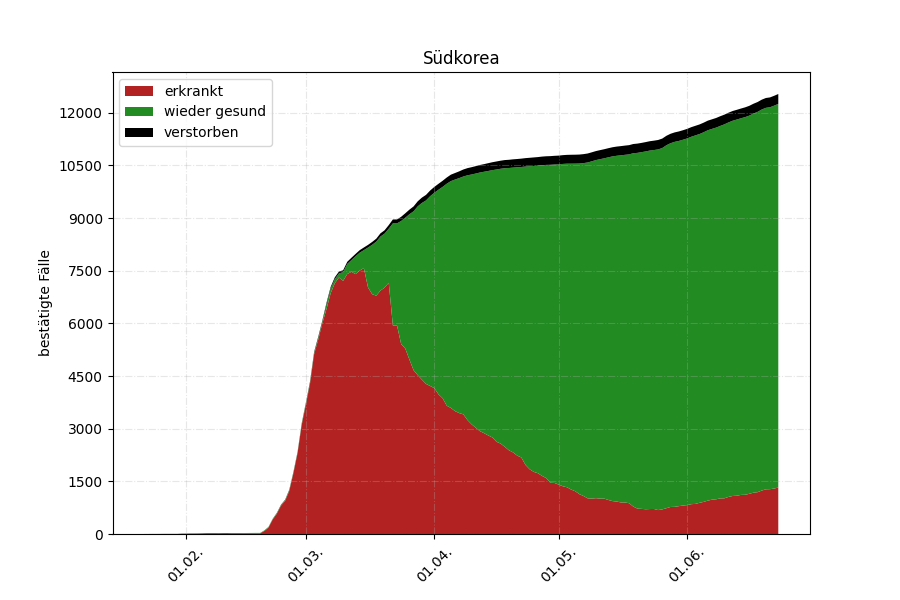 Südkorea
erkrankt
wieder gesund
verstorben
bestätigte Fälle
12000
10500
9000
7500
6000
4500
3000
1500
0
01.02.
01.03.
01.04.
01.05.
01.06.